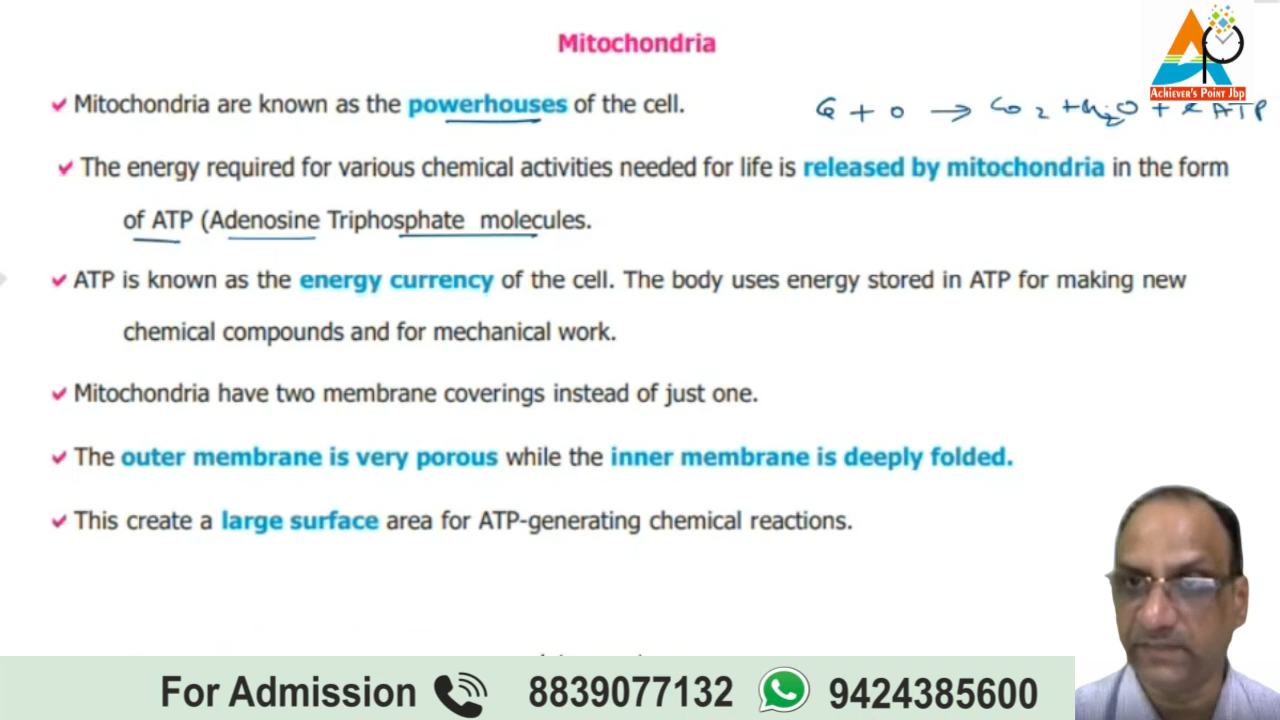 Mitochondria
Achiever's Point Jbp
Mitochondria are known as the powerhouses of the cell.
G + O → CO2 + H2O + ATP
The energy required for various chemical activities needed for life is released by mitochondria in the form
of ATP (Adenosine Triphosphate molecules.
ATP is known as the energy currency of the cell. The body uses energy stored in ATP for making new
chemical compounds and for mechanical work.
Mitochondria have two membrane coverings instead of just one.
The outer membrane is very porous while the inner membrane is deeply folded.
This create a large surface area for ATP-generating chemical reactions.
For Admission 8839077132 9424385600